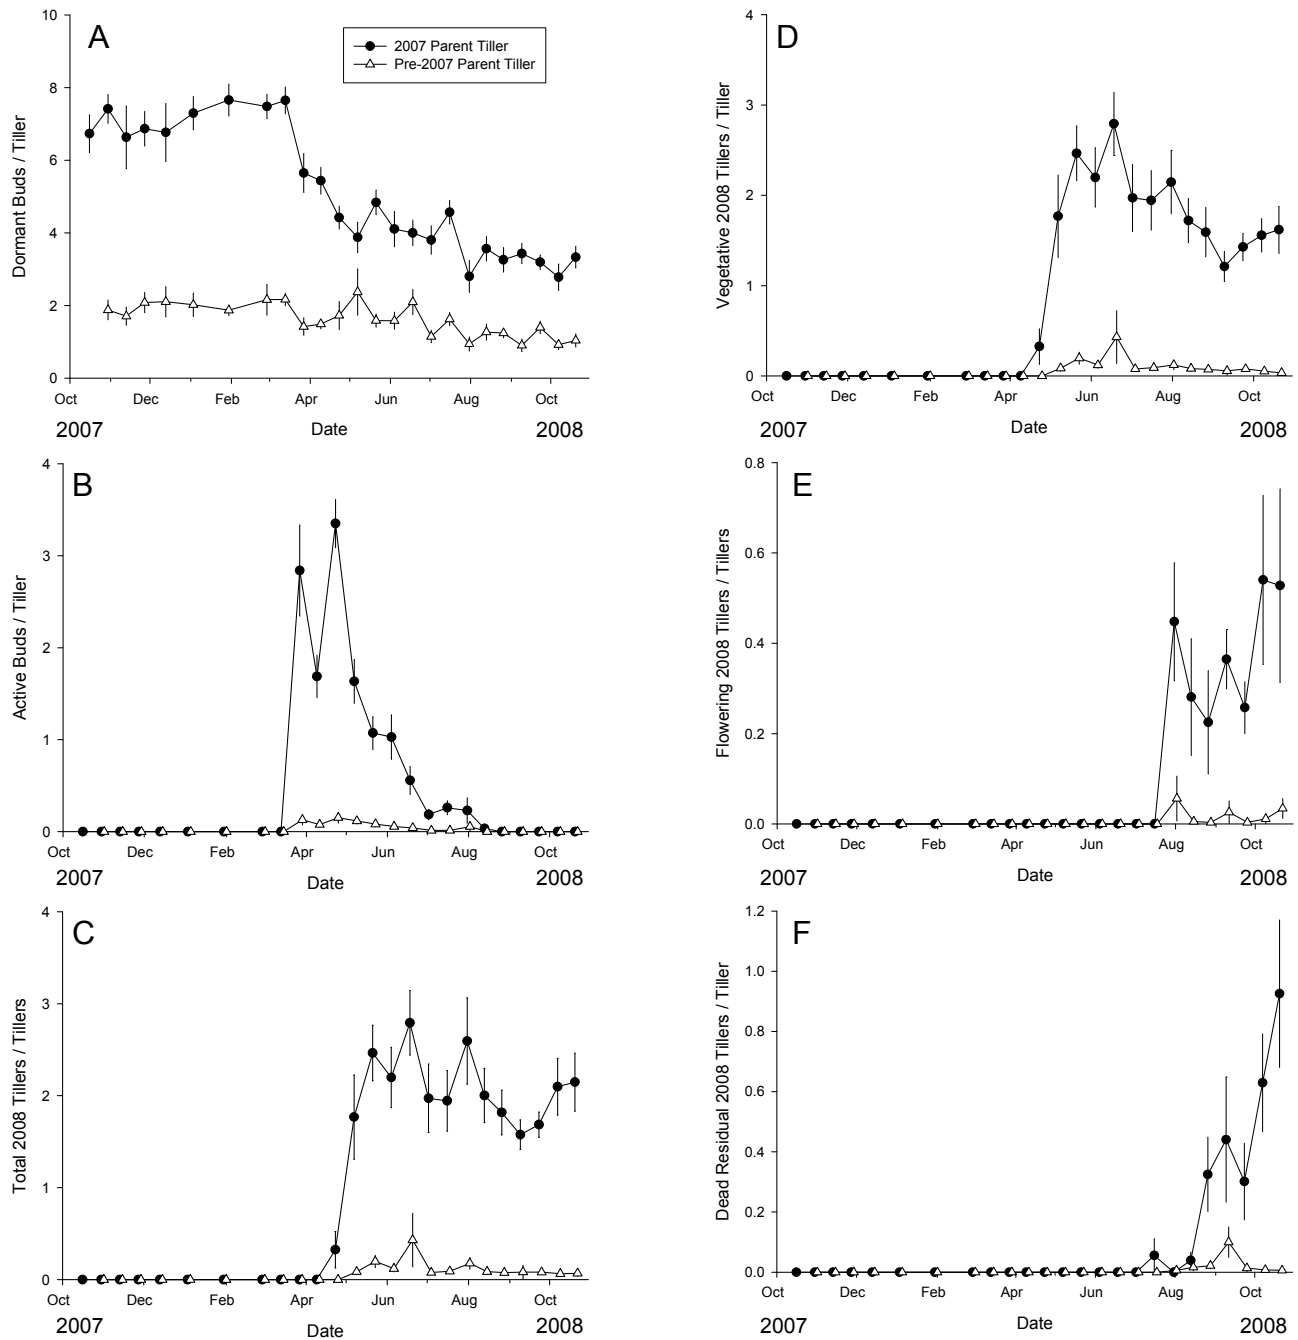 A
2007 Parent Tiller
Pre-2007 Parent Tiller
Dormant Buds / Tiller
10
8
6
4
2
0
Oct Dec Feb Apr Jun Aug Oct
2007 Date 2008
D
Vegetative 2008 Tillers / Tiller
4
3
2
1
0
Oct Dec Feb Apr Jun Aug Oct
2007 Date 2008
B
Active Buds / Tiller
4
3
2
1
0
Oct Dec Feb Apr Jun Aug Oct
2007 Date 2008
E
Flowering 2008 Tillers / Tillers
0.8
0.6
0.4
0.2
0.0
Oct Dec Feb Apr Jun Aug Oct
2007 Date 2008
C
Total 2008 Tillers / Tillers
4
3
2
1
0
Oct Dec Feb Apr Jun Aug Oct
2007 Date 2008
F
Dead Residual 2008 Tillers / Tiller
1.2
1.0
0.8
0.6
0.4
0.2
0.0
Oct Dec Feb Apr Jun Aug Oct
2007 Date 2008